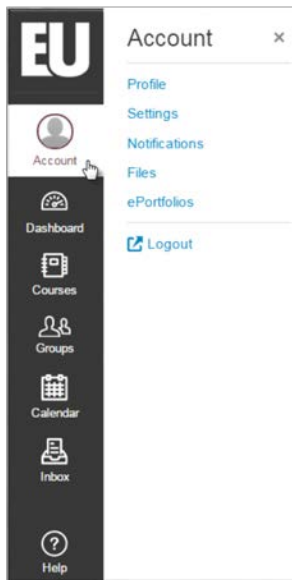 EU
Account
Dashboard
Courses
Groups
Calendar
Inbox
Help
Account ×
Profile
Settings
Notifications
Files
ePortfolios
Logout